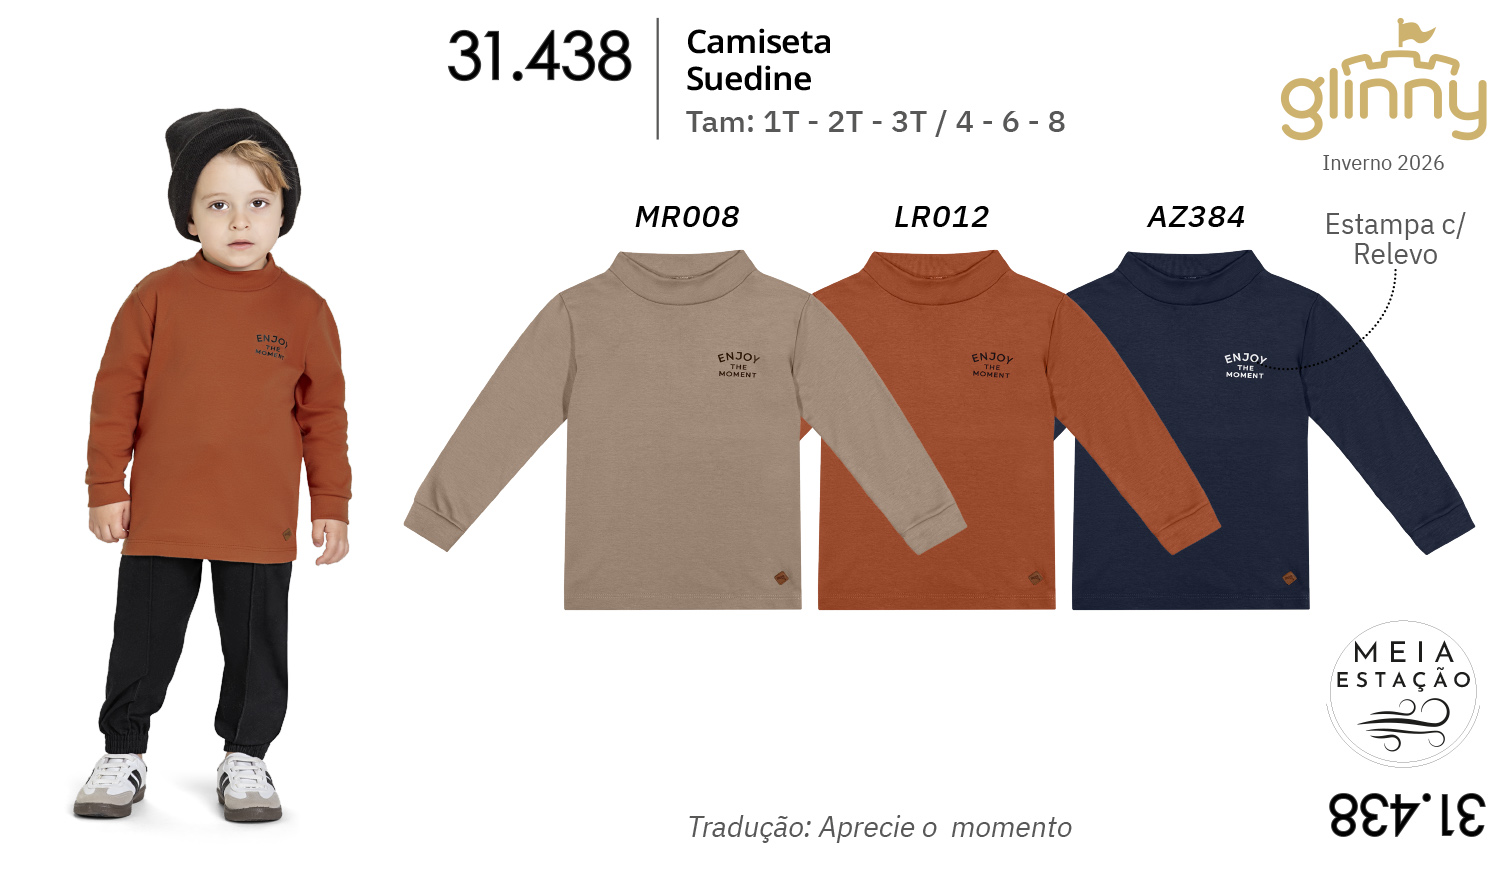 31.438
Camiseta
Suedine
Tam: 1T - 2T - 3T / 4 - 6 - 8
glinny
Inverno 2026
MR008
LR012
AZ384
Estampa c/
Relevo
ENJOY
THE
MOMENT
ENJOY
THE
MOMENT
ENJOY
THE
MOMENT
ENJOY
THE
MOMENT
MEIA
ESTAÇÃO
31.438
Tradução: Aprecie o momento